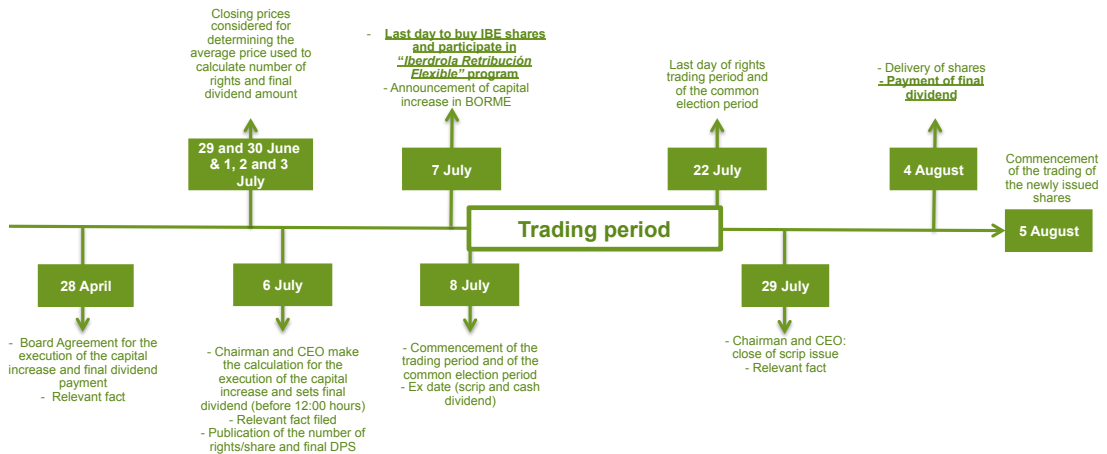 Closing prices
considered for
determining the
average price used to
calculate number of
rights and final
dividend amount
- Last day to buy IBE shares
and participate in
“Iberdrola Retribución
Flexible” program
- Announcement of capital
increase in BORME
Last day of rights
trading period and
of the common
election period
- Delivery of shares
- Payment of final
dividend
29 and 30 June
& 1, 2 and 3
July
7 July
22 July
4 August
Commencement
of the trading of
the newly issued
shares
Trading period
5 August
28 April
6 July
8 July
29 July
- Board Agreement for the
execution of the capital
increase and final dividend
payment
- Relevant fact
- Chairman and CEO make
the calculation for the
execution of the capital
increase and sets final
dividend (before 12:00 hours)
- Relevant fact filed
- Publication of the number of
rights/share and final DPS
- Commencement of the
trading period and of the
common election period
- Ex date (scrip and cash
dividend)
- Chairman and CEO:
close of scrip issue
- Relevant fact